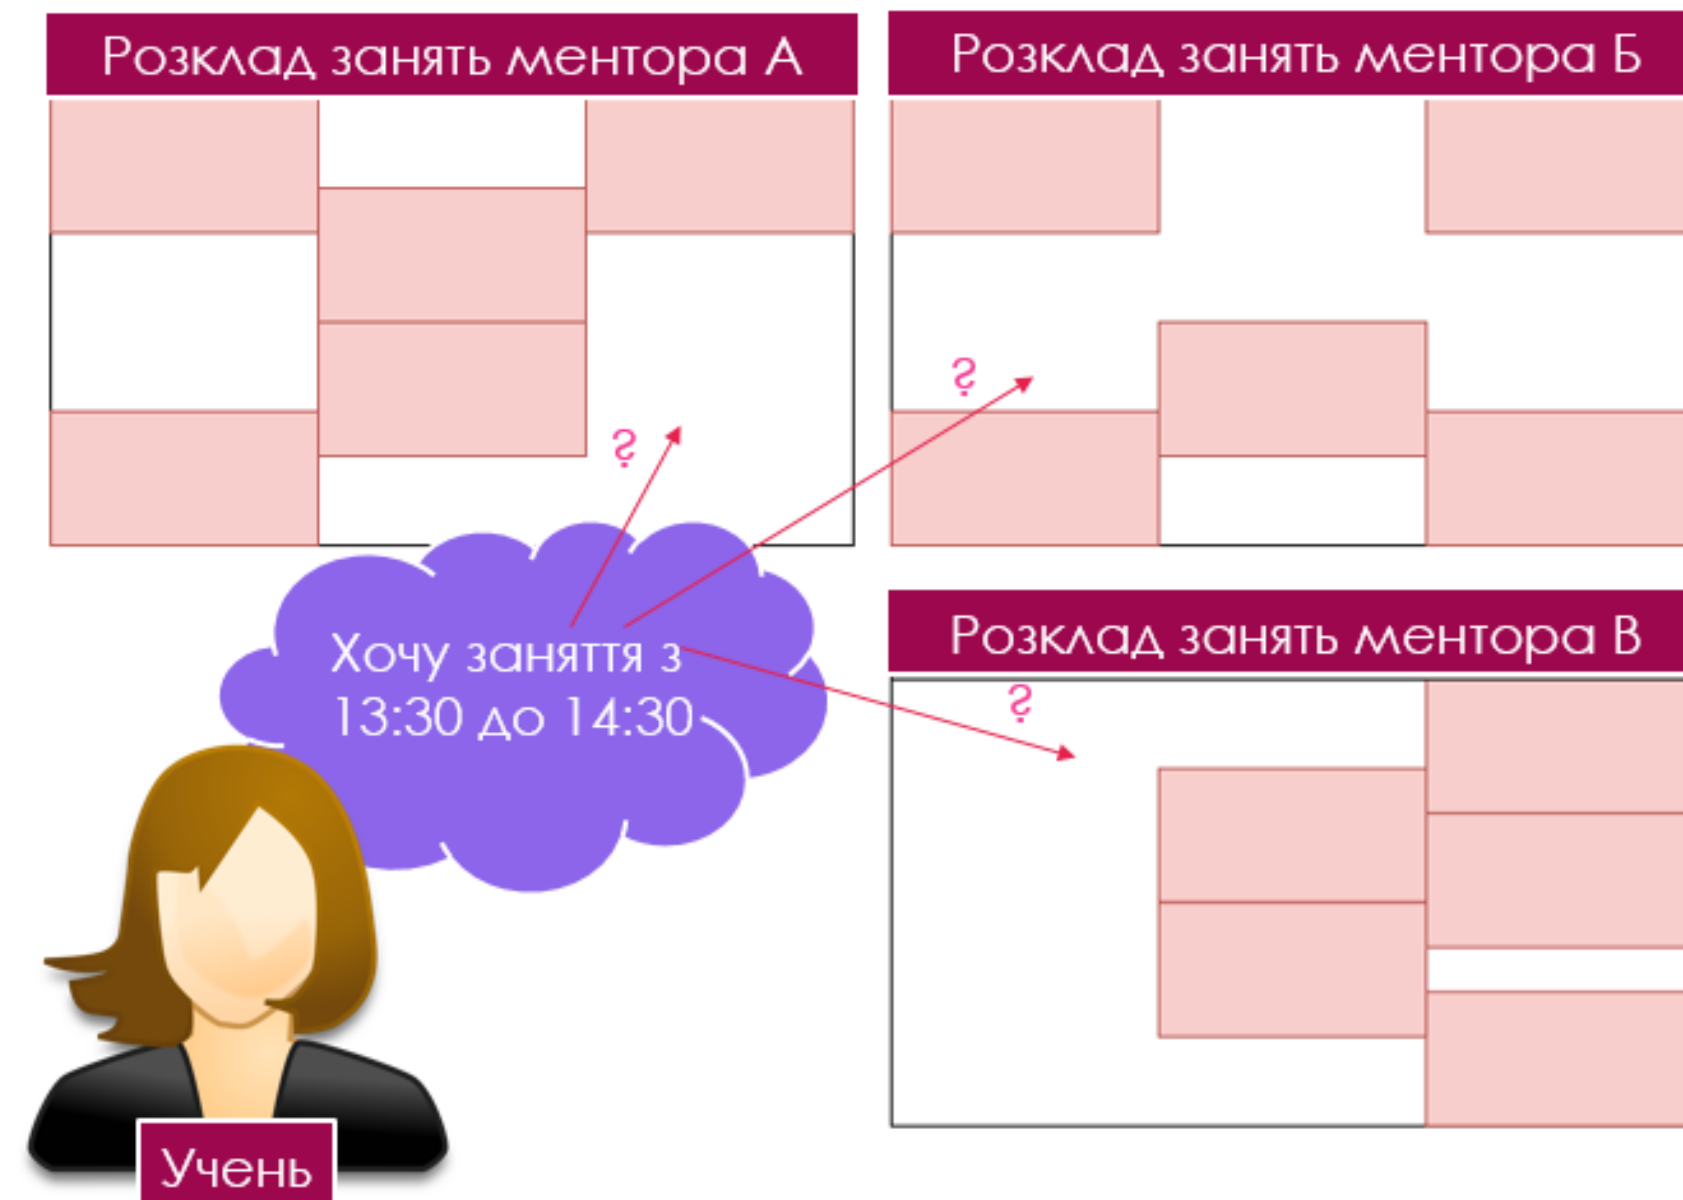 Розклад занять ментора А
Розклад занять ментора Б
?
?
Хочу заняття з
13:30 до 14:30
Розклад занять ментора В
?
Учень